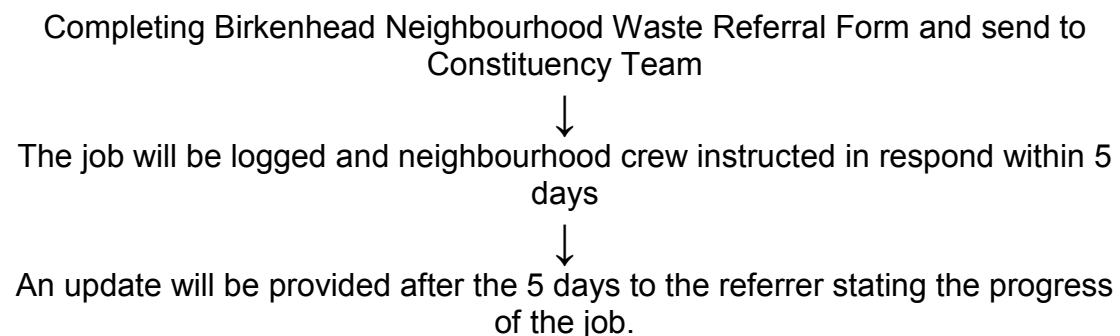 Completing Birkenhead Neighbourhood Waste Referral Form and send to
Constituency Team
↓
The job will be logged and neighbourhood crew instructed in respond within 5
days
↓
An update will be provided after the 5 days to the referrer stating the progress
of the job.